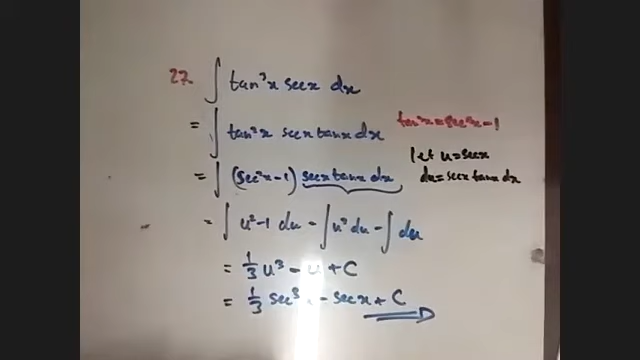 27. ∫ tan³x secx dx
= ∫ tan²x secx tanx dx
tan²x = sec²x - 1
= ∫ (sec²x - 1) secx tanx dx
let u = secx
du = secx tanx dx
= ∫ u² - 1 du = ∫ u² du - ∫ du
= 1/3 u³ - u + C
= 1/3 sec³ - secx + C